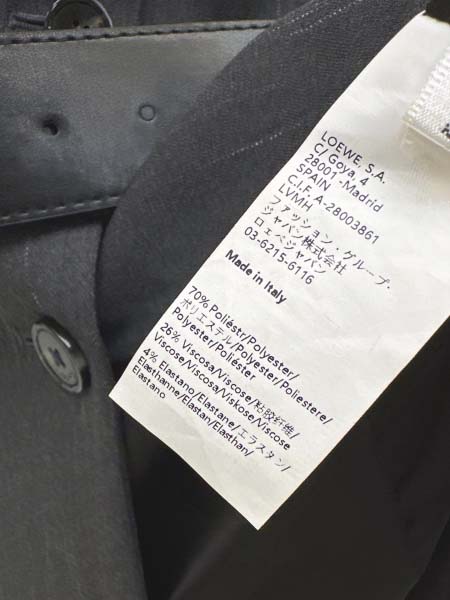 LOEWE, S.A.
C/ Goya, 4
28001 -Madrid
SPAIN
C.I.F. A-28003861
LVMH
ファッション・グループ・
ジャパン株式会社
ロエベジャパン
03-6215-6116
Made in Italy
70% Poliéstr/Polyester/
ポリエステル/Polyester/Poliestere/
Polyester/Poliéster
26% Viscosa/Viscose/粘胶纤维/
Viscose/Viscosa/Viskose/Viscose
4% Elastano/Elastane/エラスタン/
Elasthanne/Elastan/Elasthan/
Elastano